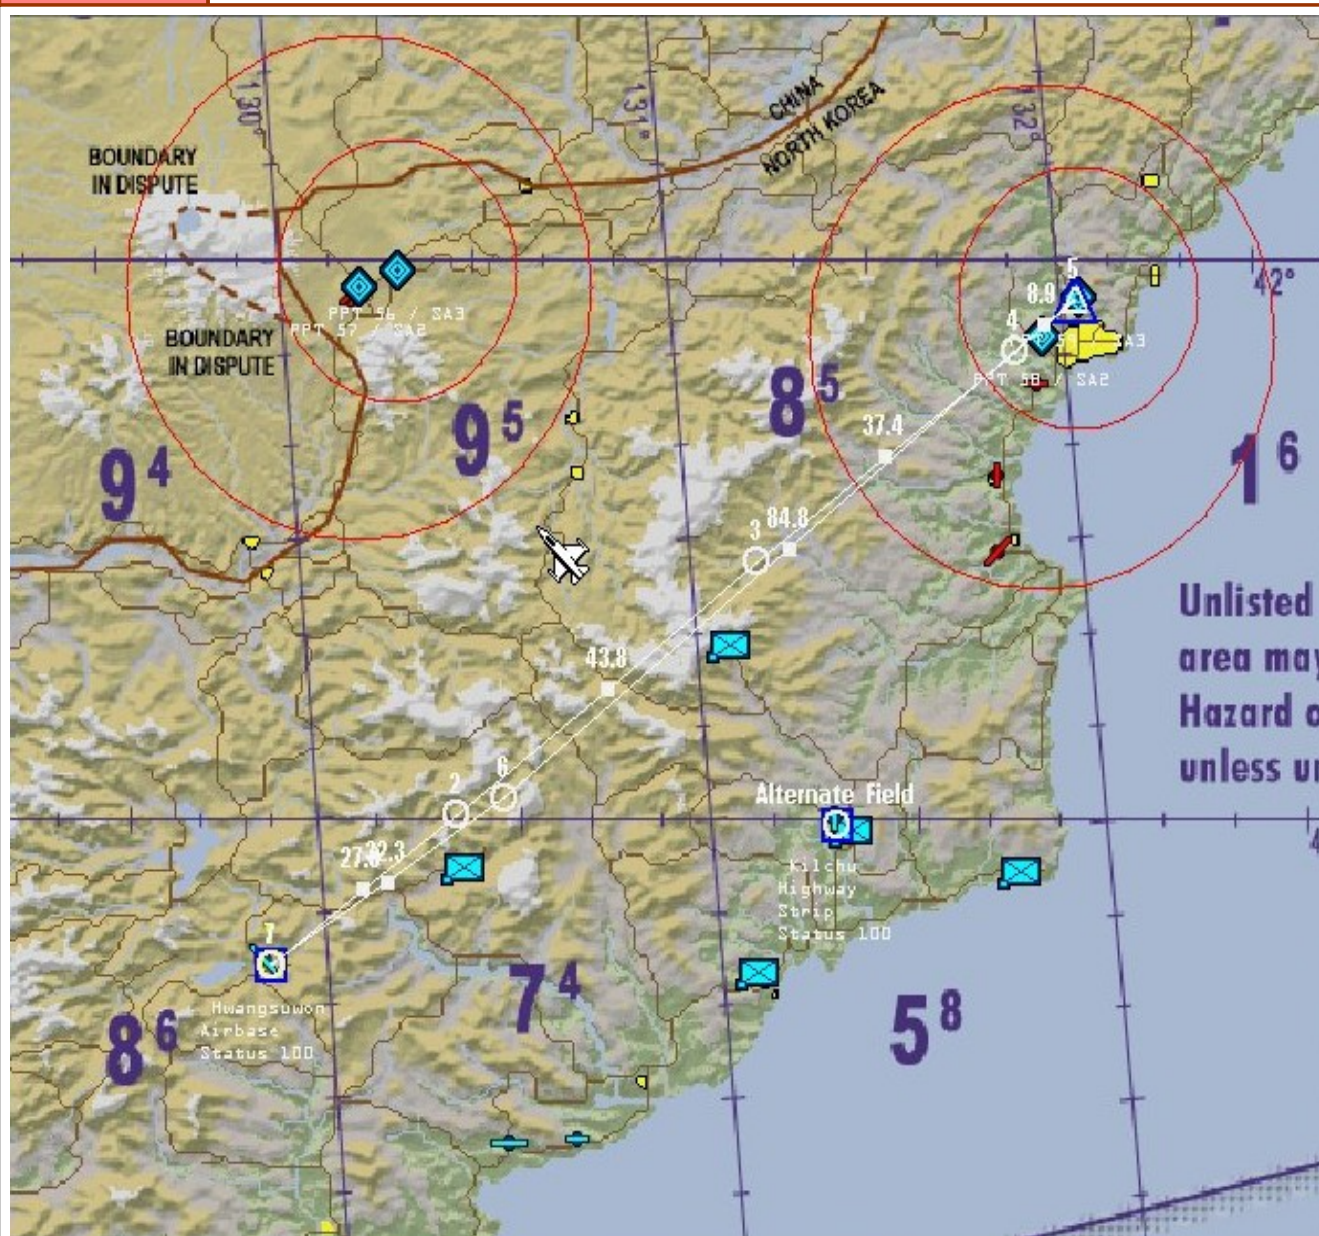 130°
131°
132°
CHINA
NORTH KOREA
BOUNDARY
IN DISPUTE
42°
5
8.9
4
PPT 56 / SA3
PPT 57 / SA2
BOUNDARY
IN DISPUTE
SA3
PPT 58 / SA2
8 5
9 5
37.4
1 6
9 4
3
84.8
Unlisted
area may
Hazard o
unless un
43.8
6
2
Alternate Field
32.3
Kilchu
Highway
Strip
Status 100
7
7 4
5 8
Hwangsuwon
Airbase
Status 100
8 6